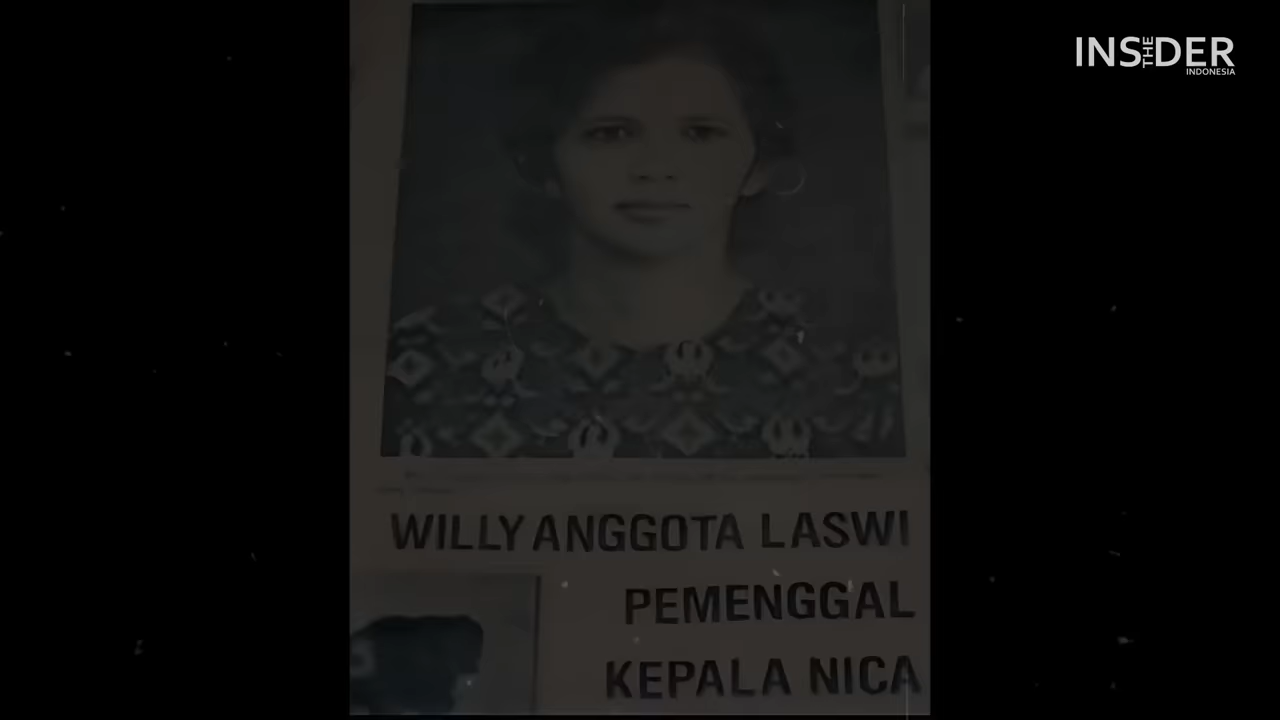 INSIDER
THE
INDONESIA
WILLY ANGGOTA LASWI
PEMENGGAL
KEPALA NICA